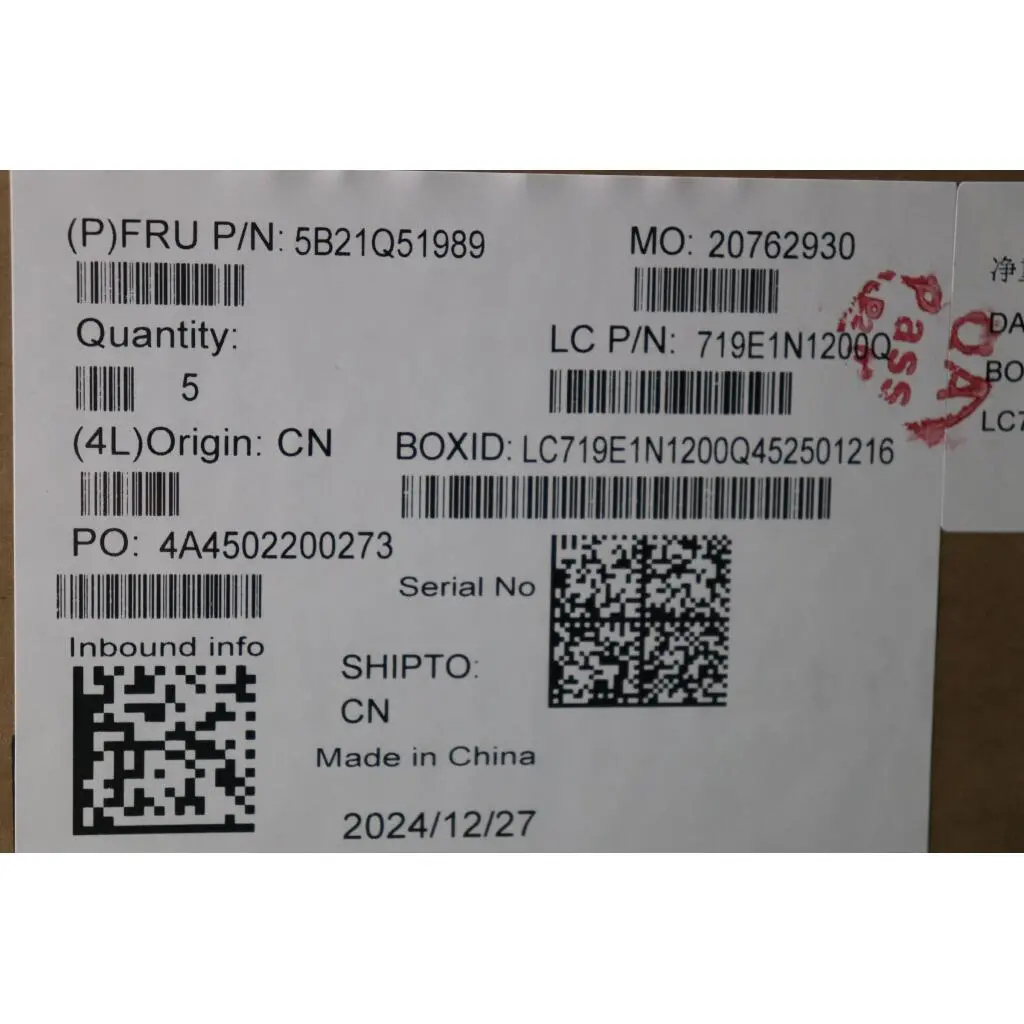 (P)FRU P/N: 5B21Q51989
MO: 20762930
Quantity:
5
LC P/N: 719E1N1200Q
(4L)Origin: CN
BOXID: LC719E1N1200Q452501216
PO: 4A4502200273
Serial No
Inbound info
SHIPTO:
CN
Made in China
2024/12/27
QA
Pass
净
DA
BO
LC7